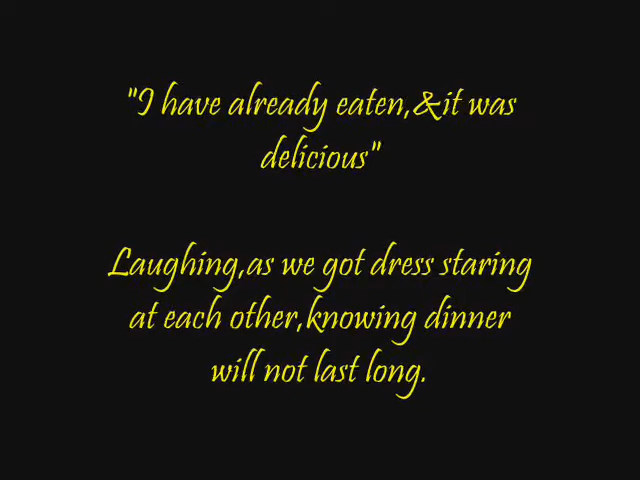 "I have already eaten,&it was
delicious"
Laughing,as we got dress staring
at each other,knowing dinner
will not last long.